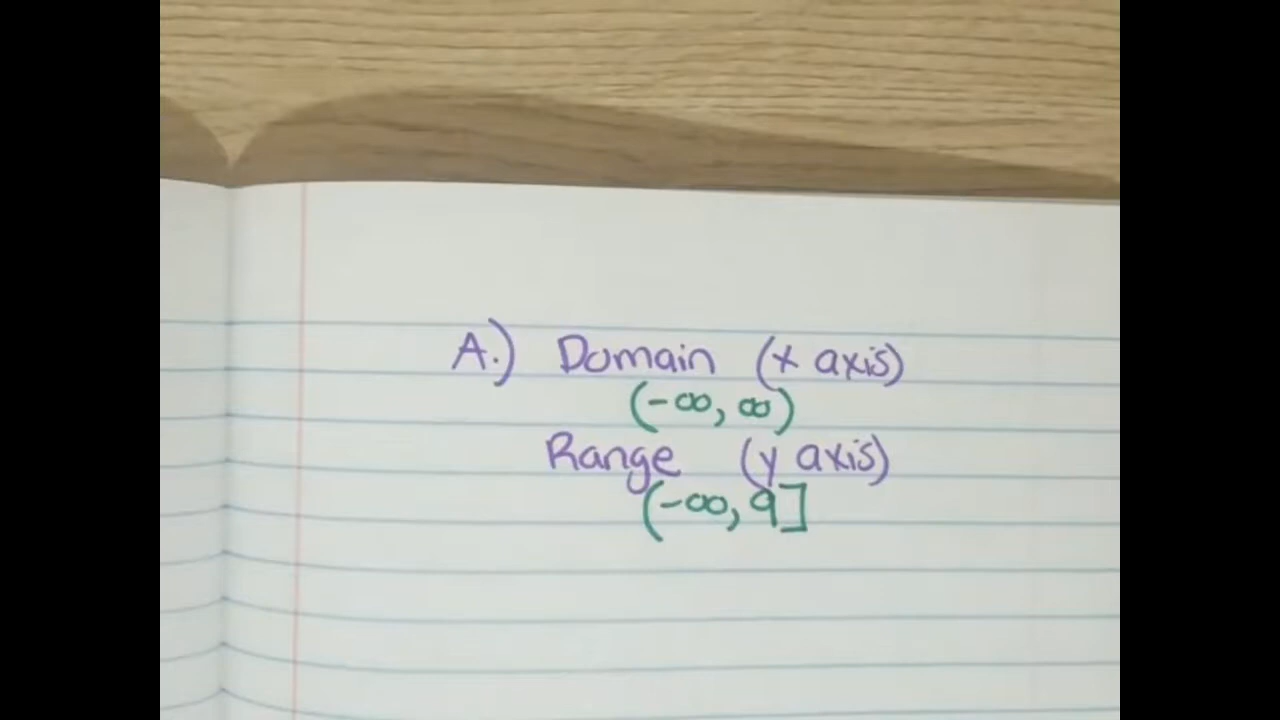 A.) Domain (x axis)
(-∞, ∞)
Range (y axis)
(-∞, 9]